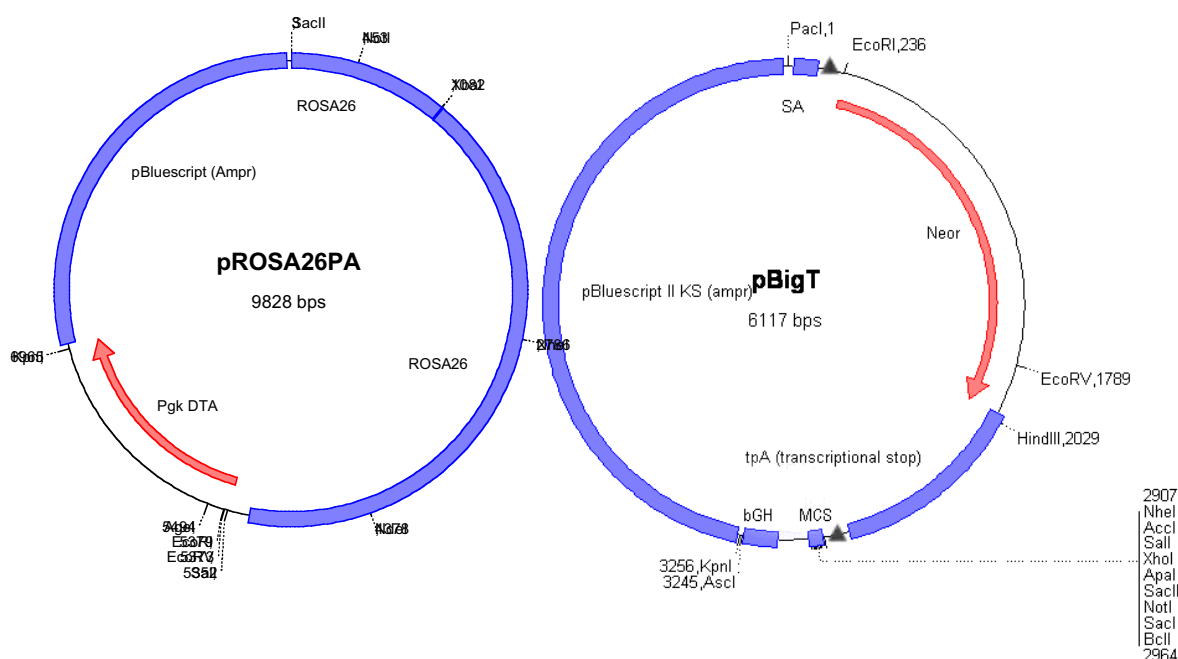 SacII
ROSA26
pBluescript (Ampr)
pROSA26PA
9828 bps
ROSA26
Pgk DTA
PacI,1
EcoRI,236
SA
Neor
pBluescript II KS (ampr)
pBigT
6117 bps
EcoRV,1789
HindIII,2029
tpA (transcriptional stop)
bGH
MCS
3256,KpnI
3245,AscI
2907
NheI
AccI
SalI
XhoI
ApaI
SacII
NotI
SacI
BclI
2964